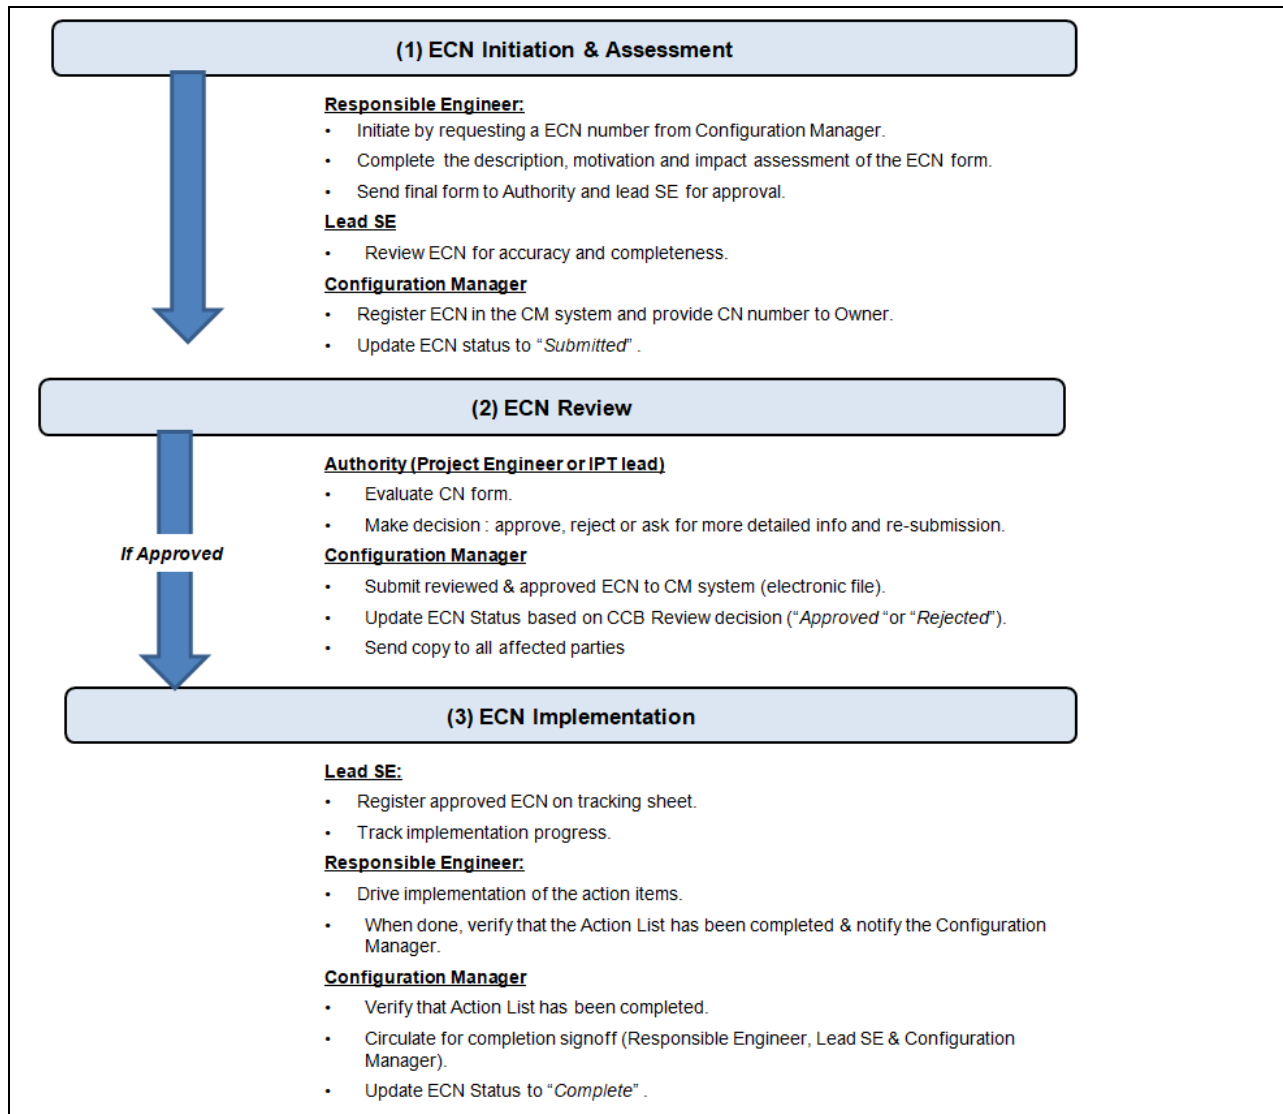 (1) ECN Initiation & Assessment
Responsible Engineer:
• Initiate by requesting a ECN number from Configuration Manager.
• Complete the description, motivation and impact assessment of the ECN form.
• Send final form to Authority and lead SE for approval.
Lead SE
• Review ECN for accuracy and completeness.
Configuration Manager
• Register ECN in the CM system and provide CN number to Owner.
• Update ECN status to “Submitted” .
(2) ECN Review
Authority (Project Engineer or IPT lead)
• Evaluate CN form.
• Make decision : approve, reject or ask for more detailed info and re-submission.
If Approved
Configuration Manager
• Submit reviewed & approved ECN to CM system (electronic file).
• Update ECN Status based on CCB Review decision (“Approved “or “Rejected”).
• Send copy to all affected parties
(3) ECN Implementation
Lead SE:
• Register approved ECN on tracking sheet.
• Track implementation progress.
Responsible Engineer:
• Drive implementation of the action items.
• When done, verify that the Action List has been completed & notify the Configuration
Manager.
Configuration Manager
• Verify that Action List has been completed.
• Circulate for completion signoff (Responsible Engineer, Lead SE & Configuration
Manager).
• Update ECN Status to “Complete” .